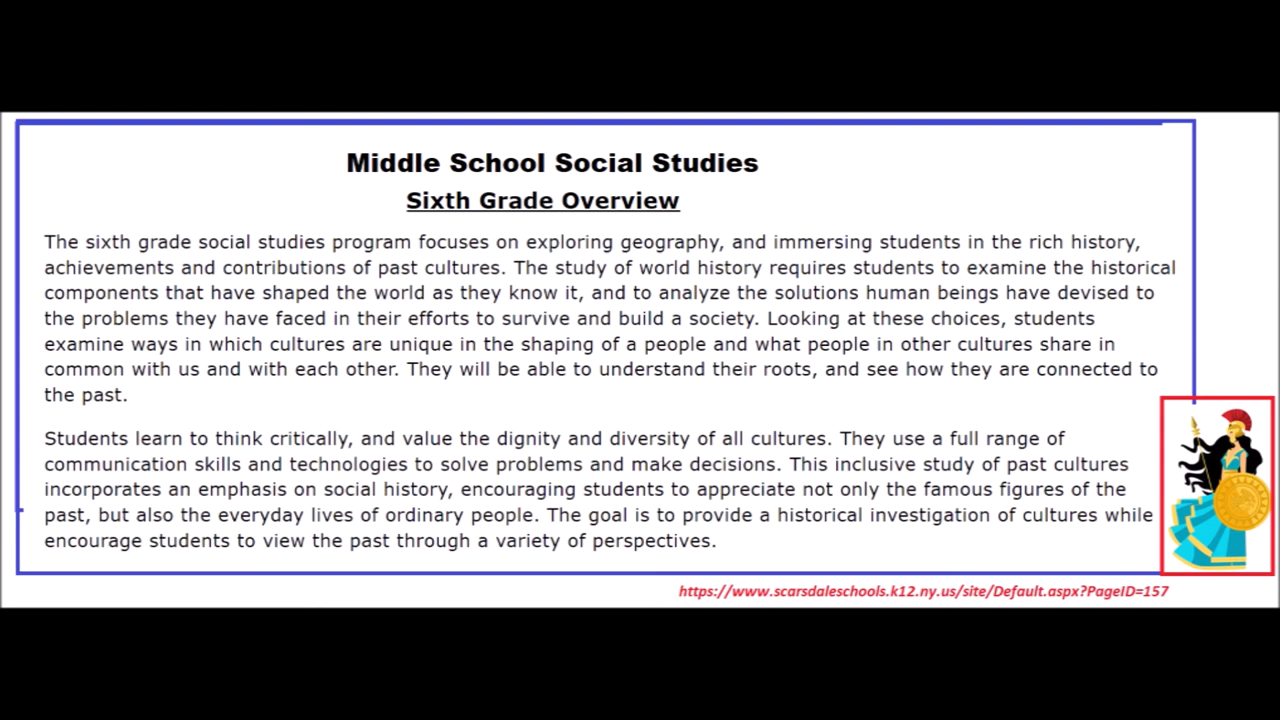 Middle School Social Studies
Sixth Grade Overview
The sixth grade social studies program focuses on exploring geography, and immersing students in the rich history,
achievements and contributions of past cultures. The study of world history requires students to examine the historical
components that have shaped the world as they know it, and to analyze the solutions human beings have devised to
the problems they have faced in their efforts to survive and build a society. Looking at these choices, students
examine ways in which cultures are unique in the shaping of a people and what people in other cultures share in
common with us and with each other. They will be able to understand their roots, and see how they are connected to
the past.
Students learn to think critically, and value the dignity and diversity of all cultures. They use a full range of
communication skills and technologies to solve problems and make decisions. This inclusive study of past cultures
incorporates an emphasis on social history, encouraging students to appreciate not only the famous figures of the
past, but also the everyday lives of ordinary people. The goal is to provide a historical investigation of cultures while
encourage students to view the past through a variety of perspectives.
https://www.scarsdaleschools.k12.ny.us/site/Default.aspx?PageID=157